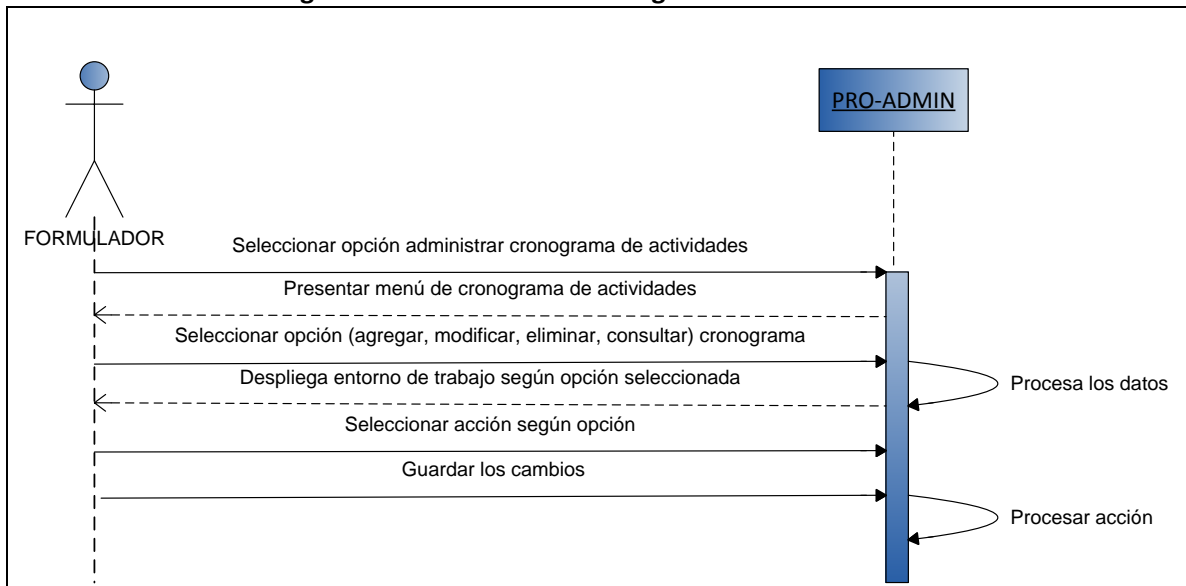 PRO-ADMIN
FORMULADOR
Seleccionar opción administrar cronograma de actividades
Presentar menú de cronograma de actividades
Seleccionar opción (agregar, modificar, eliminar, consultar) cronograma
Despliega entorno de trabajo según opción seleccionada
Procesa los datos
Seleccionar acción según opción
Guardar los cambios
Procesar acción